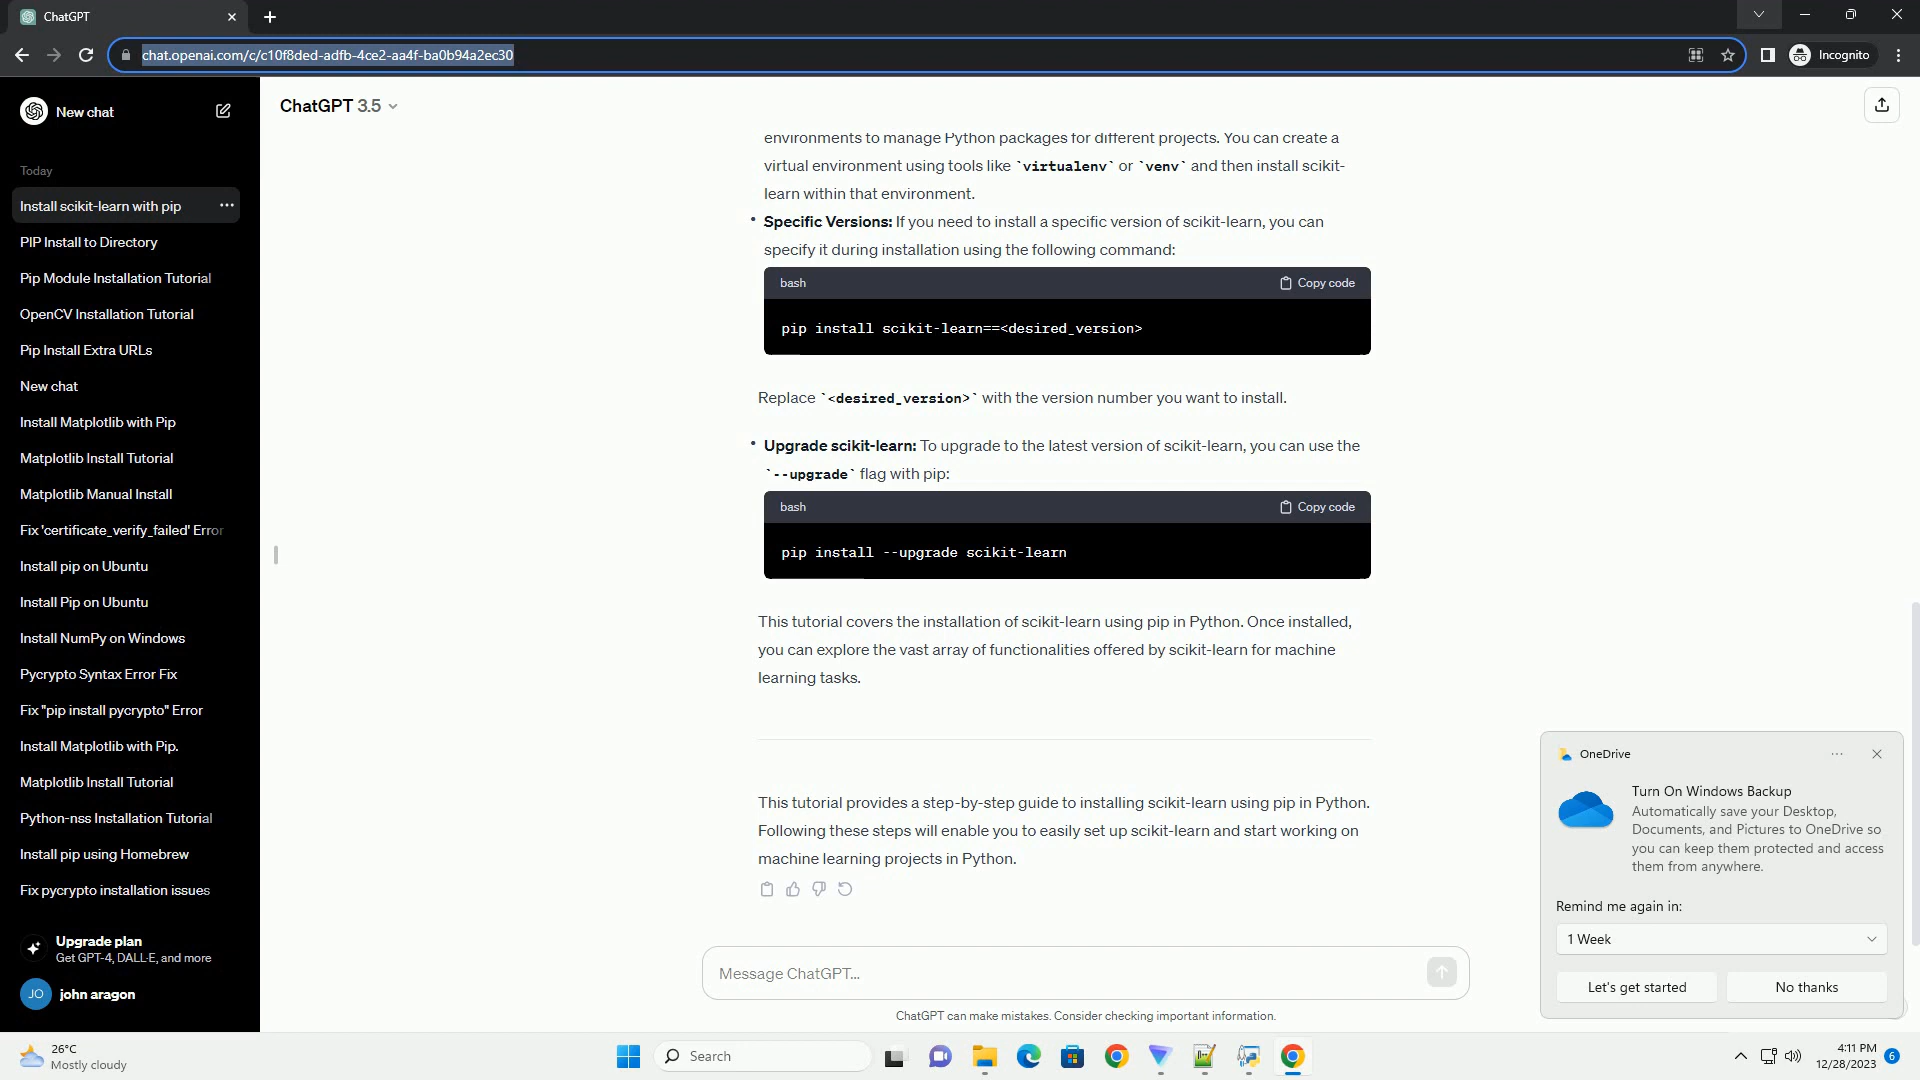 ChatGPT
chat.openai.com/c/c10f8ded-adfb-4ce2-aa4f-ba0b94a2ec30
Incognito
New chat
Today
Install scikit-learn with pip
PIP Install to Directory
Pip Module Installation Tutorial
OpenCV Installation Tutorial
Pip Install Extra URLs
New chat
Install Matplotlib with Pip
Matplotlib Install Tutorial
Matplotlib Manual Install
Fix 'certificate_verify_failed' Error
Install pip on Ubuntu
Install Pip on Ubuntu
Install NumPy on Windows
Pycrypto Syntax Error Fix
Fix "pip install pycrypto" Error
Install Matplotlib with Pip.
Matplotlib Install Tutorial
Python-nss Installation Tutorial
Install pip using Homebrew
Fix pycrypto installation issues
Upgrade plan
Get GPT-4, DALL·E, and more
JO
john aragon
ChatGPT 3.5
environments to manage Python packages for different projects. You can create a
virtual environment using tools like `virtualenv` or `venv` and then install scikit-
learn within that environment.
• Specific Versions: If you need to install a specific version of scikit-learn, you can
specify it during installation using the following command:
bash
Copy code
pip install scikit-learn==<desired_version>
Replace `<desired_version>` with the version number you want to install.
• Upgrade scikit-learn: To upgrade to the latest version of scikit-learn, you can use the
`--upgrade` flag with pip:
bash
Copy code
pip install --upgrade scikit-learn
This tutorial covers the installation of scikit-learn using pip in Python. Once installed,
you can explore the vast array of functionalities offered by scikit-learn for machine
learning tasks.
This tutorial provides a step-by-step guide to installing scikit-learn using pip in Python.
Following these steps will enable you to easily set up scikit-learn and start working on
machine learning projects in Python.
Message ChatGPT...
ChatGPT can make mistakes. Consider checking important information.
OneDrive
Turn On Windows Backup
Automatically save your Desktop,
Documents, and Pictures to OneDrive so
you can keep them protected and access
them from anywhere.
Remind me again in:
1 Week
Let's get started
No thanks
26°C
Mostly cloudy
Search
4:11 PM
12/28/2023
6